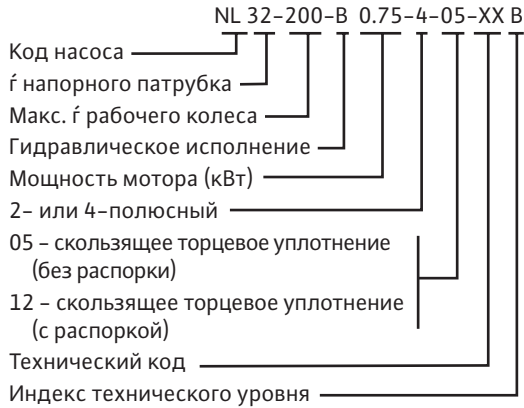 NL 32-200-B 0.75-4-05-XX B
Код насоса
ѓ напорного патрубка
Макс. ѓ рабочего колеса
Гидравлическое исполнение
Мощность мотора (кВт)
2- или 4-полюсный
05 – скользящее торцевое уплотнение
(без распорки)
12 – скользящее торцевое уплотнение
(с распоркой)
Технический код
Индекс технического уровня